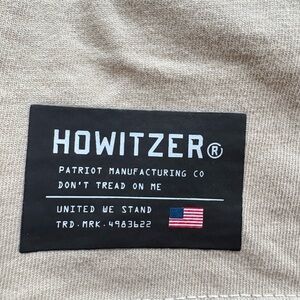 HOWITZER®
PATRIOT MANUFACTURING CO
DON'T TREAD ON ME
UNITED WE STAND
TRD.MRK.4983622